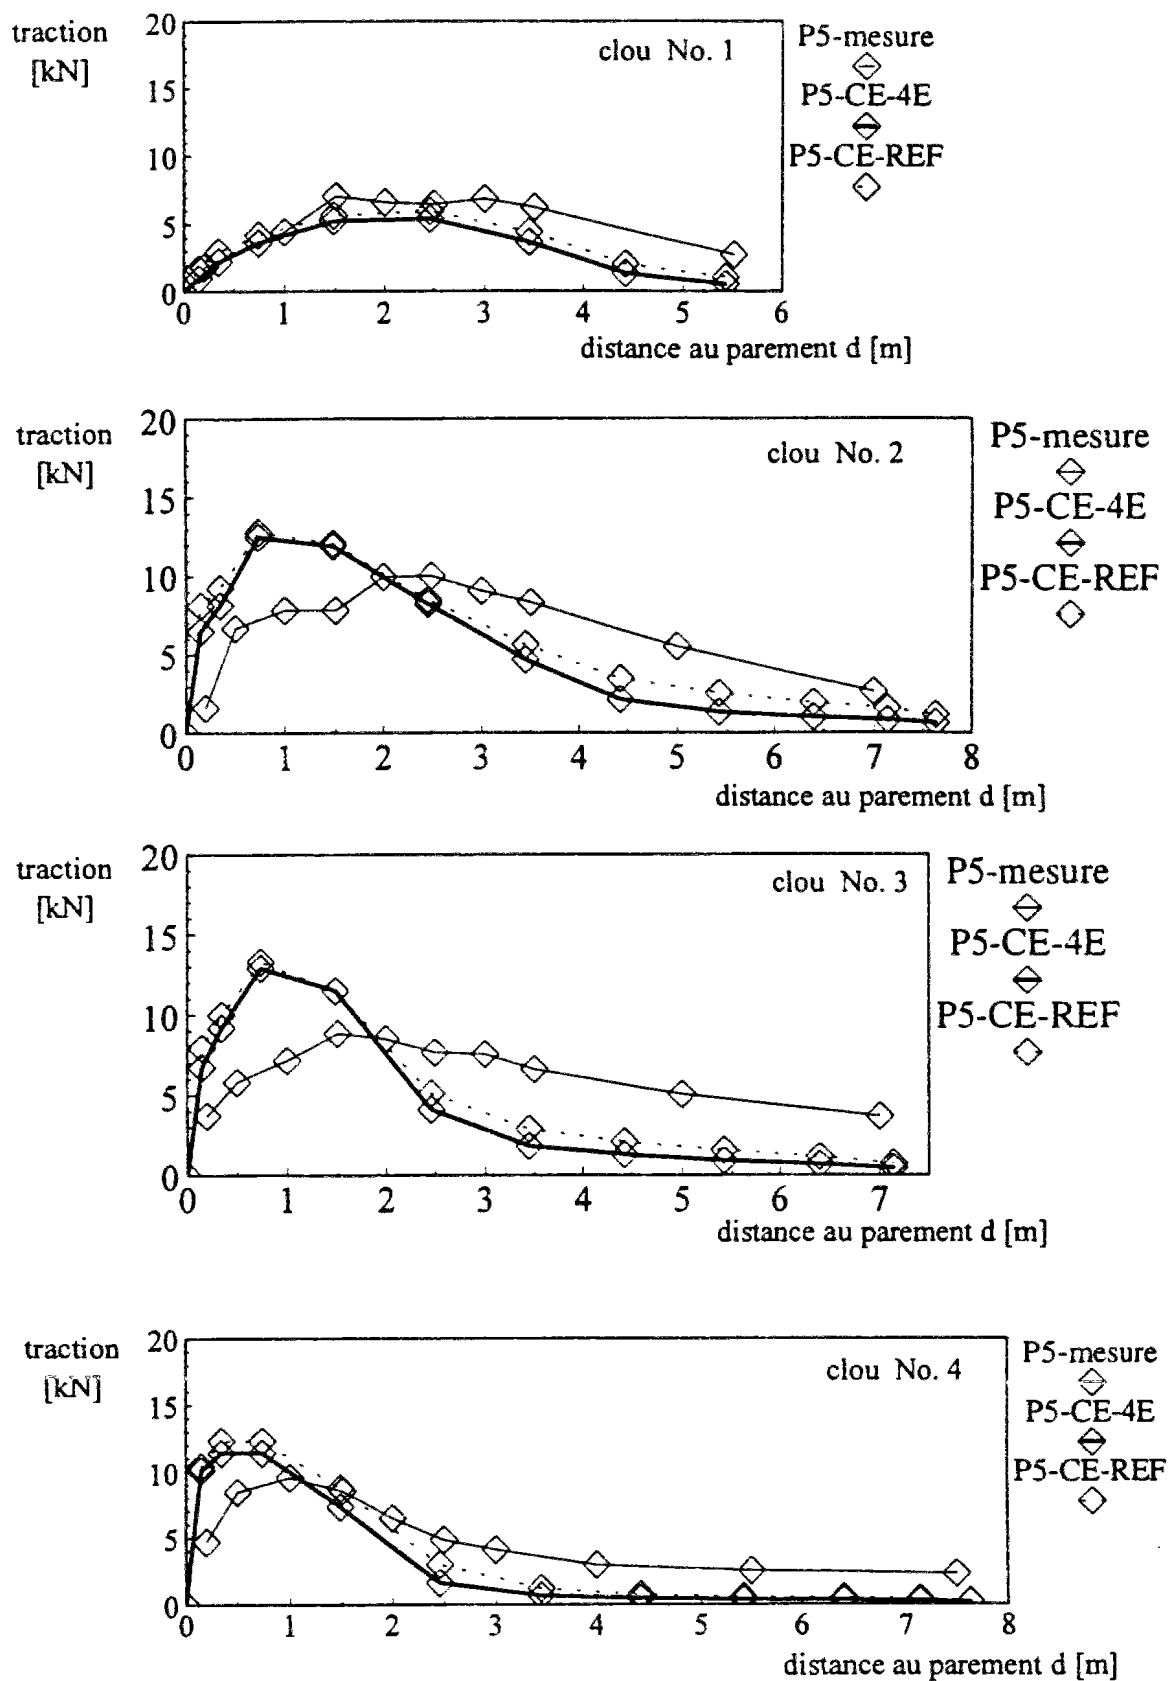 traction
[kN]
20
15
10
5
0
clou No. 1
P5-mesure
P5-CE-4E
P5-CE-REF
0 1 2 3 4 5 6
distance au parement d [m]
traction
[kN]
20
15
10
5
0
clou No. 2
P5-mesure
P5-CE-4E
P5-CE-REF
0 1 2 3 4 5 6 7 8
distance au parement d [m]
traction
[kN]
20
15
10
5
0
clou No. 3
P5-mesure
P5-CE-4E
P5-CE-REF
0 1 2 3 4 5 6 7
distance au parement d [m]
traction
[kN]
20
15
10
5
0
clou No. 4
P5-mesure
P5-CE-4E
P5-CE-REF
0 1 2 3 4 5 6 7 8
distance au parement d [m]